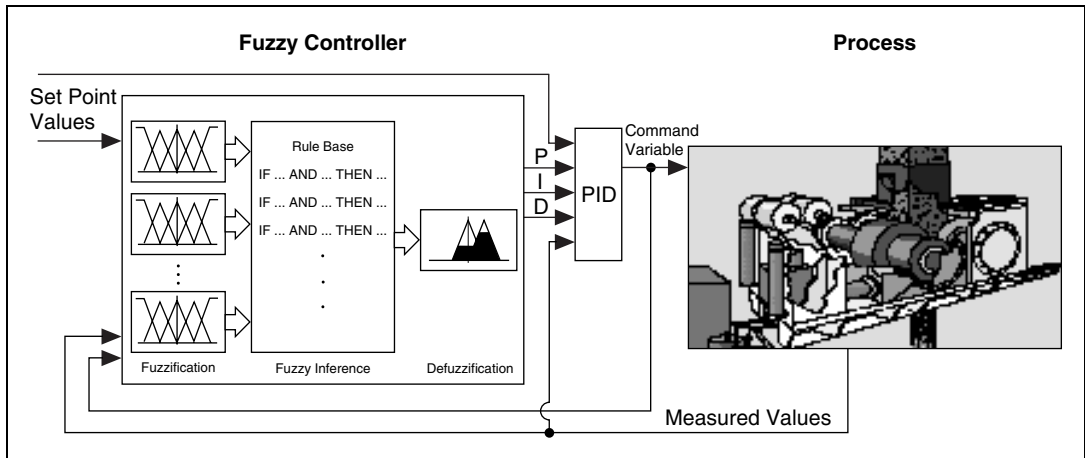 Fuzzy Controller
Process
Set Point
Values
Rule Base
IF ... AND ... THEN ...
IF ... AND ... THEN ...
IF ... AND ... THEN ...
P
I
D
PID
Command
Variable
Fuzzification
Fuzzy Inference
Defuzzification
Measured Values